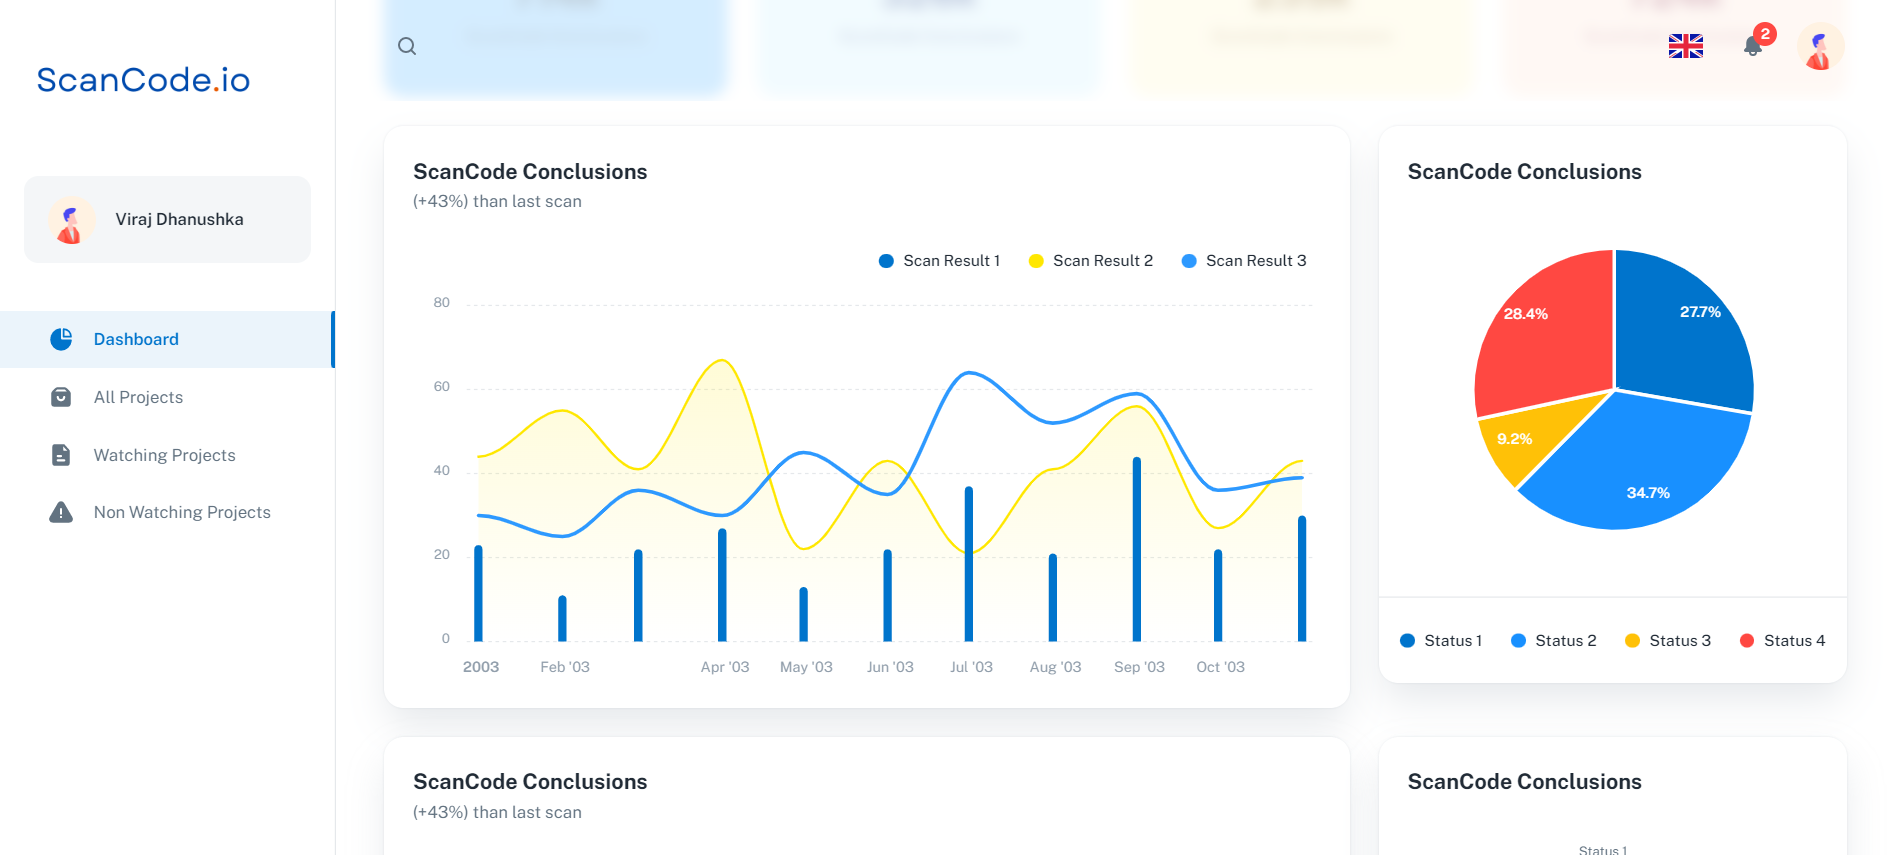 ScanCode.io
2
Viraj Dhanushka
Dashboard
All Projects
Watching Projects
Non Watching Projects
ScanCode Conclusions
(+43%) than last scan
Scan Result 1
Scan Result 2
Scan Result 3
80
60
40
20
0
2003
Feb '03
Apr '03
May '03
Jun '03
Jul '03
Aug '03
Sep '03
Oct '03
ScanCode Conclusions
28.4%
27.7%
9.2%
34.7%
Status 1
Status 2
Status 3
Status 4
ScanCode Conclusions
(+43%) than last scan
ScanCode Conclusions
Status 1